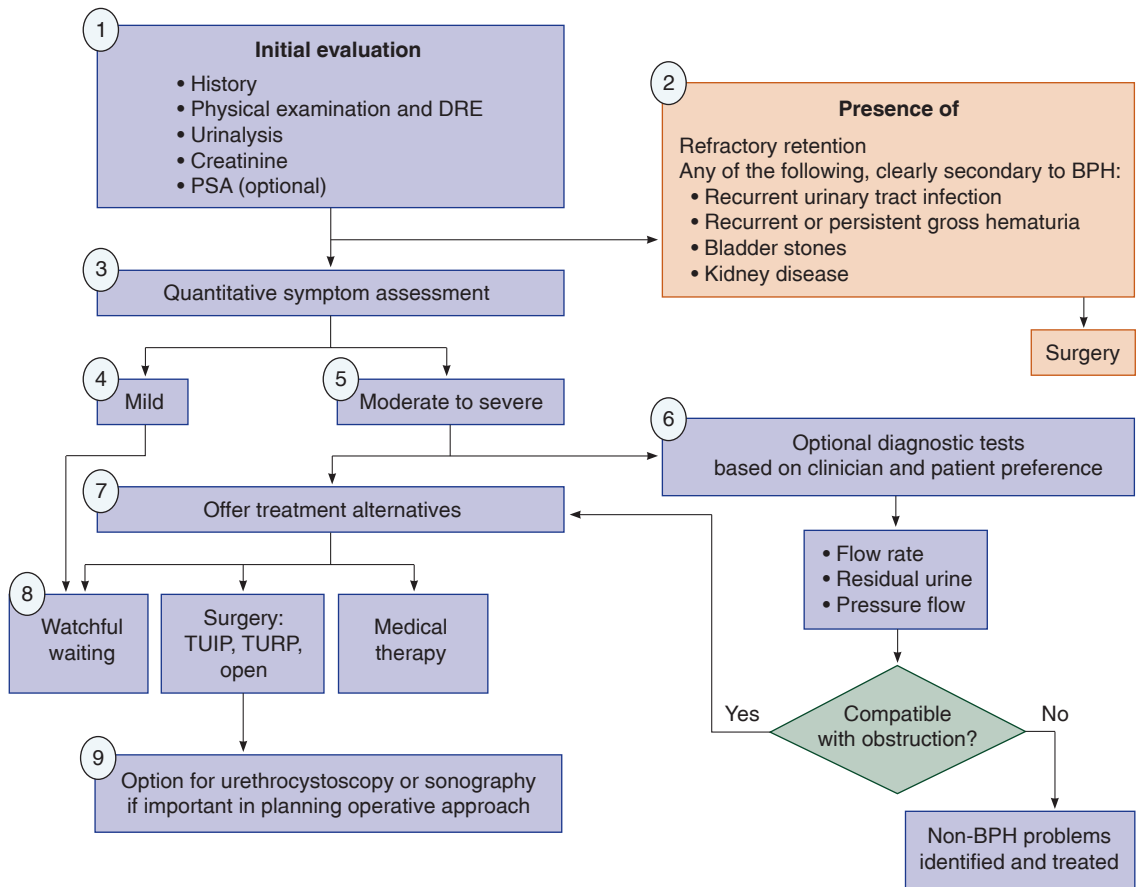 1
Initial evaluation
• History
• Physical examination and DRE
• Urinalysis
• Creatinine
• PSA (optional)
2
Presence of
Refractory retention
Any of the following, clearly secondary to BPH:
• Recurrent urinary tract infection
• Recurrent or persistent gross hematuria
• Bladder stones
• Kidney disease
Surgery
3
Quantitative symptom assessment
4
Mild
5
Moderate to severe
6
Optional diagnostic tests
based on clinician and patient preference
7
Offer treatment alternatives
• Flow rate
• Residual urine
• Pressure flow
8
Watchful
waiting
Surgery:
TUIP, TURP,
open
Medical
therapy
Yes
Compatible
with obstruction?
No
9
Option for urethrocystoscopy or sonography
if important in planning operative approach
Non-BPH problems
identified and treated